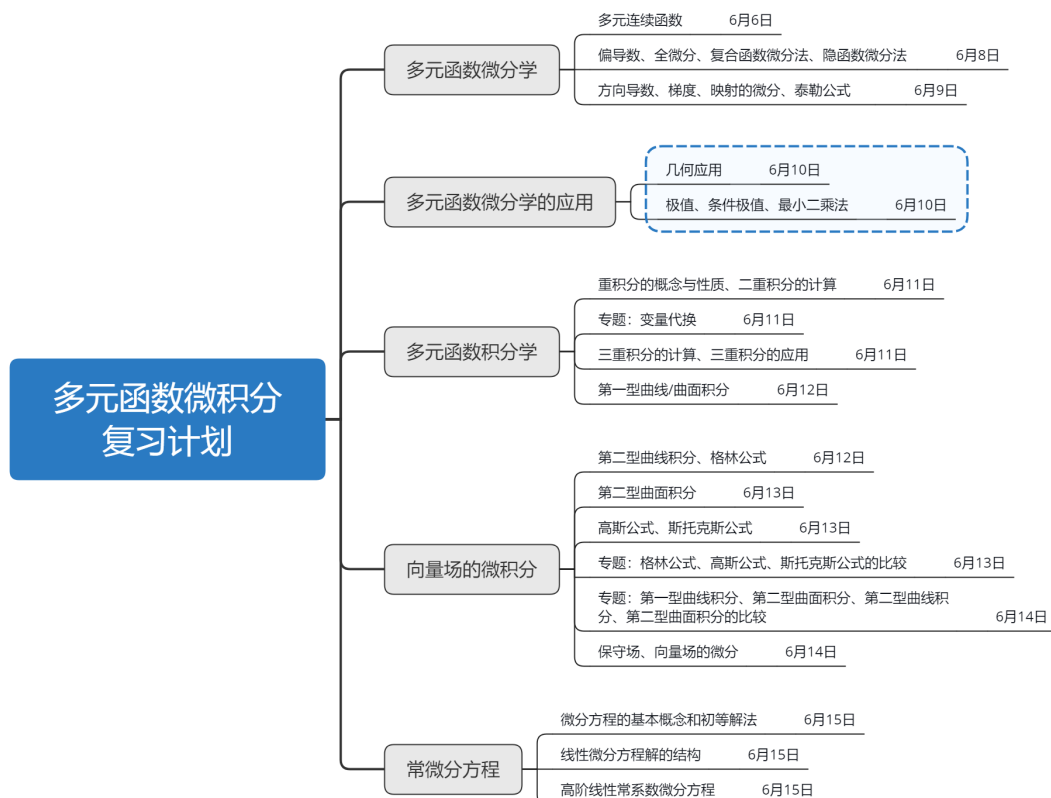 多元函数微积分
复习计划
多元函数微分学
多元连续函数 6月6日
偏导数、全微分、复合函数微分法、隐函数微分法 6月8日
方向导数、梯度、映射的微分、泰勒公式 6月9日
多元函数微分学的应用
几何应用 6月10日
极值、条件极值、最小二乘法 6月10日
多元函数积分学
重积分的概念与性质、二重积分的计算 6月11日
专题：变量代换 6月11日
三重积分的计算、三重积分的应用 6月11日
第一型曲线/曲面积分 6月12日
向量场的微积分
第二型曲线积分、格林公式 6月12日
第二型曲面积分 6月13日
高斯公式、斯托克斯公式 6月13日
专题：格林公式、高斯公式、斯托克斯公式的比较 6月13日
专题：第一型曲线积分、第二型曲面积分、第二型曲线积
分、第二型曲面积分的比较 6月14日
保守场、向量场的微分 6月14日
常微分方程
微分方程的基本概念和初等解法 6月15日
线性微分方程解的结构 6月15日
高阶线性常系数微分方程 6月15日